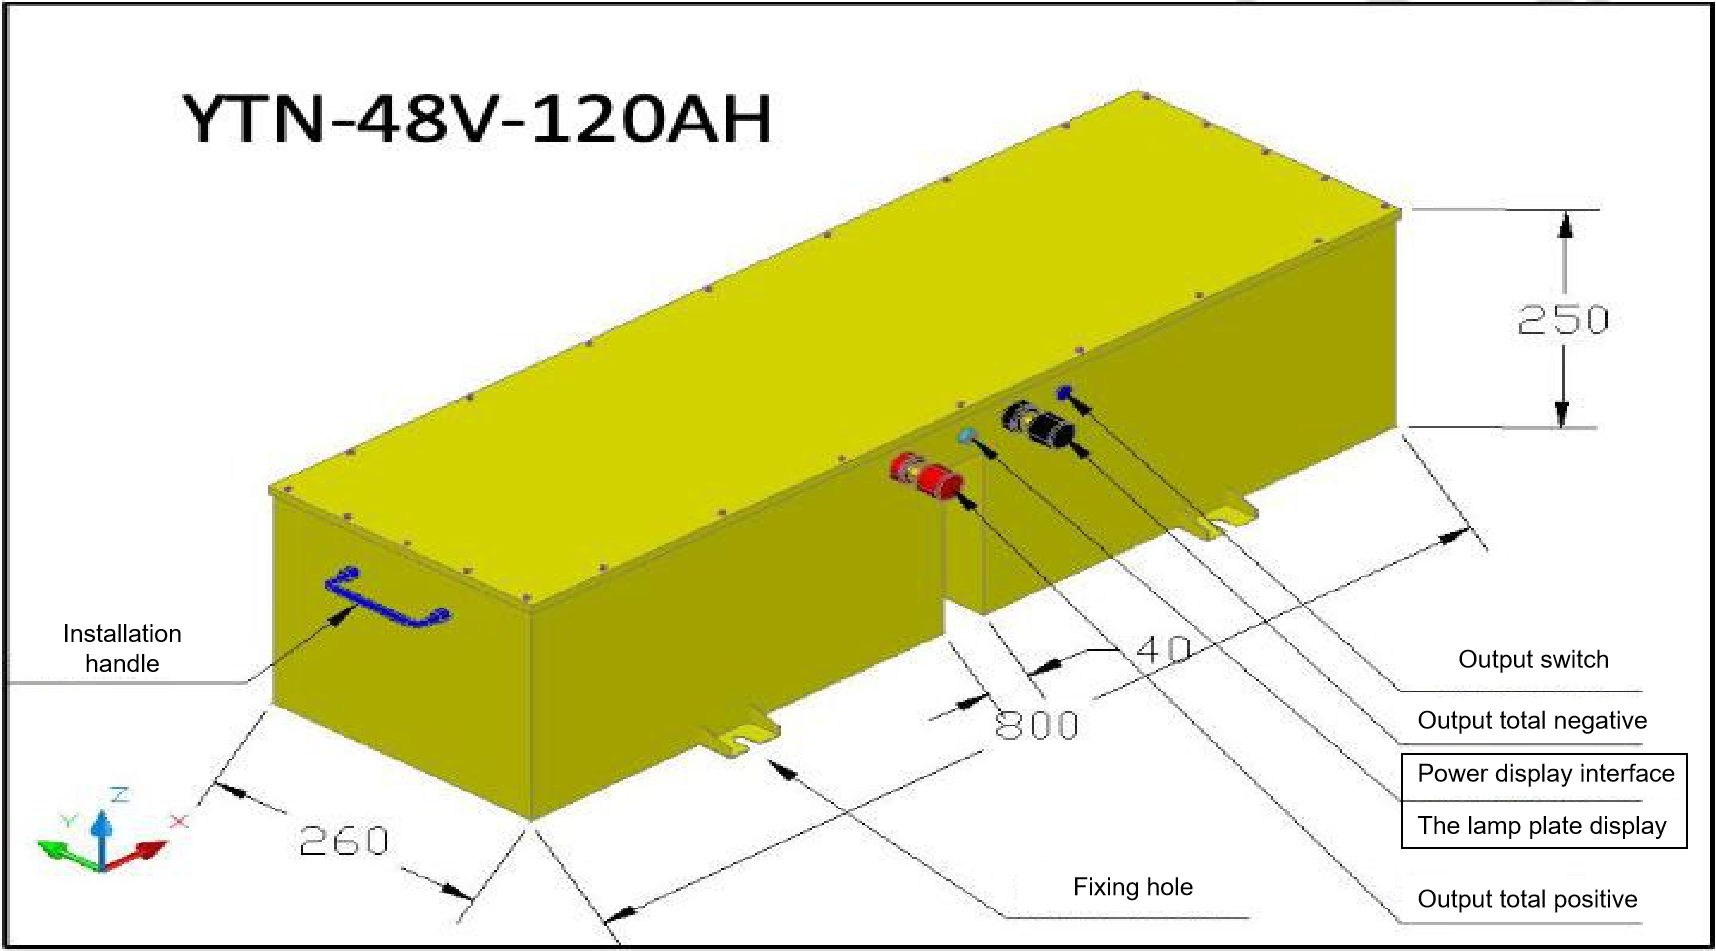 YTN-48V-120AH
250
Installation
handle
40
Output switch
800
Output total negative
Power display interface
Z
Y
X
260
The lamp plate display
Fixing hole
Output total positive